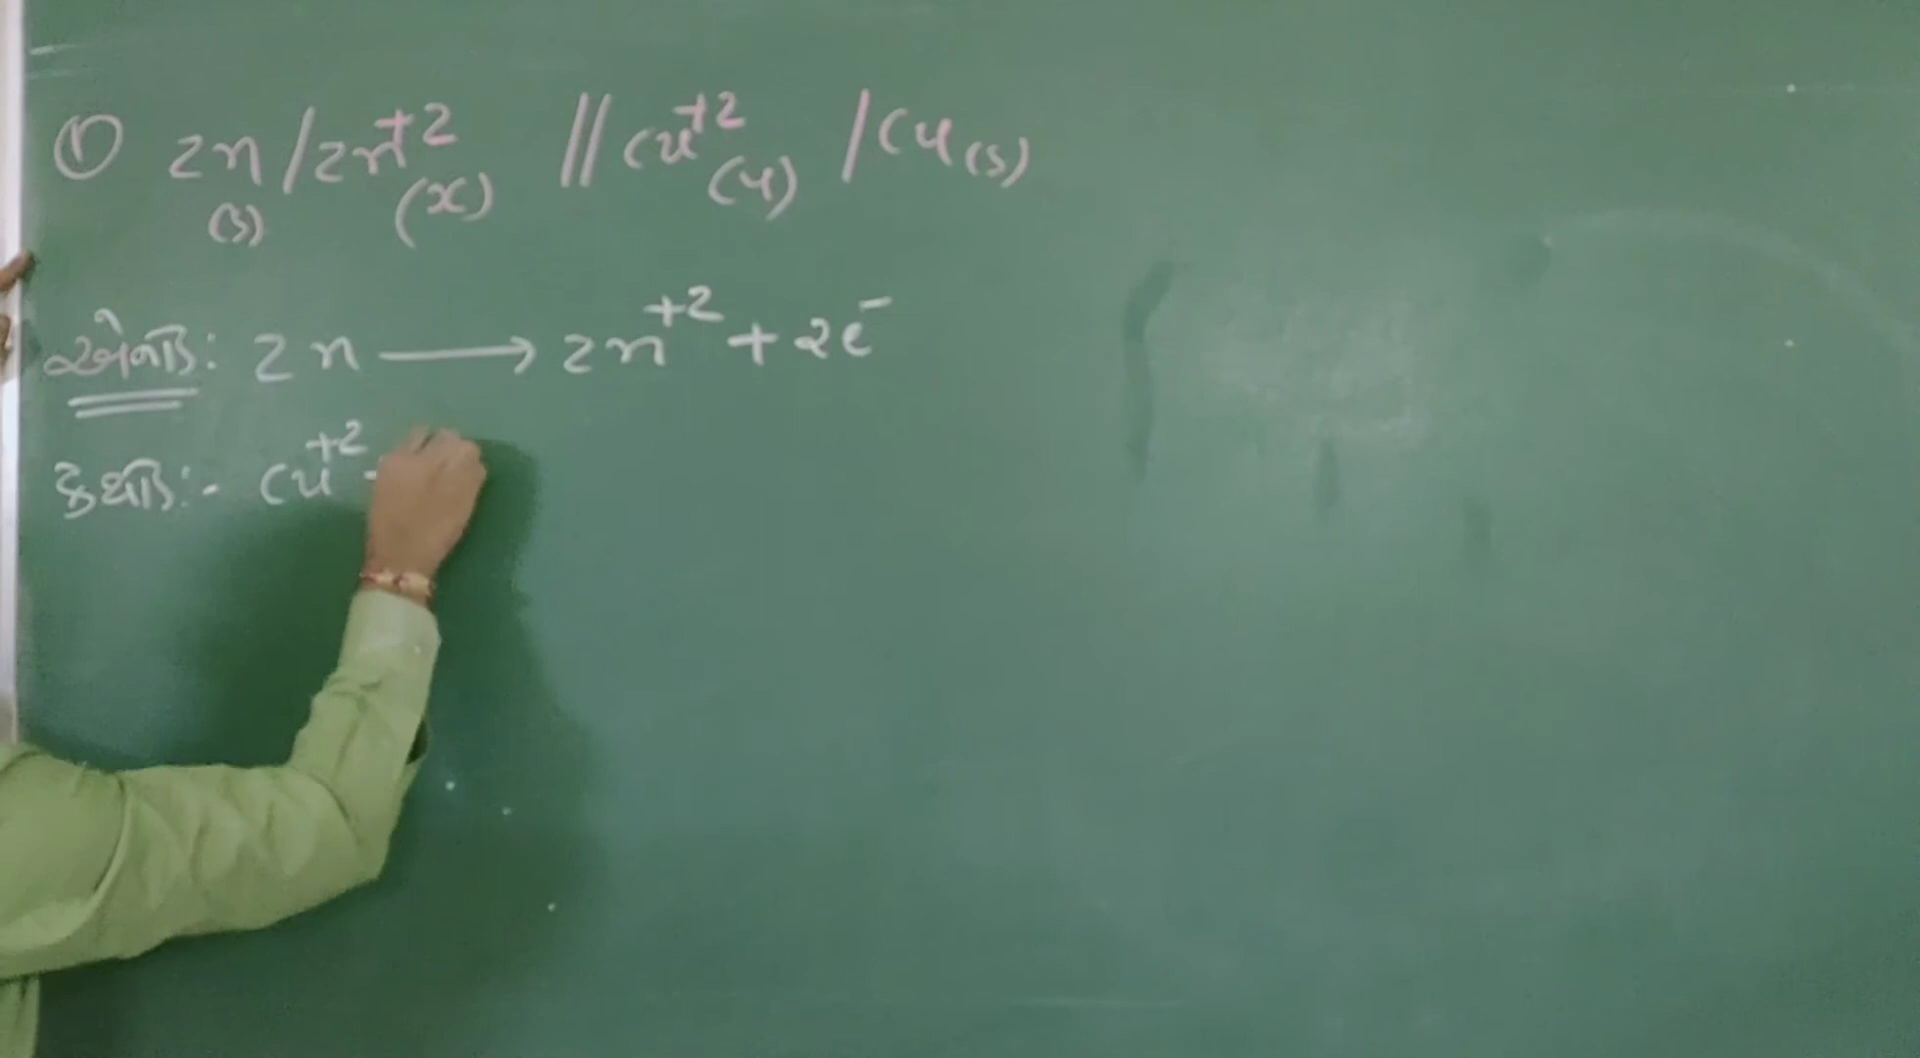 ① Zn(s) / Zn⁺²(x) // Cu⁺²(y) / Cu(s)
એનોડ: Zn ⟶ Zn⁺² + 2e⁻
કેથોડ:- Cu⁺²